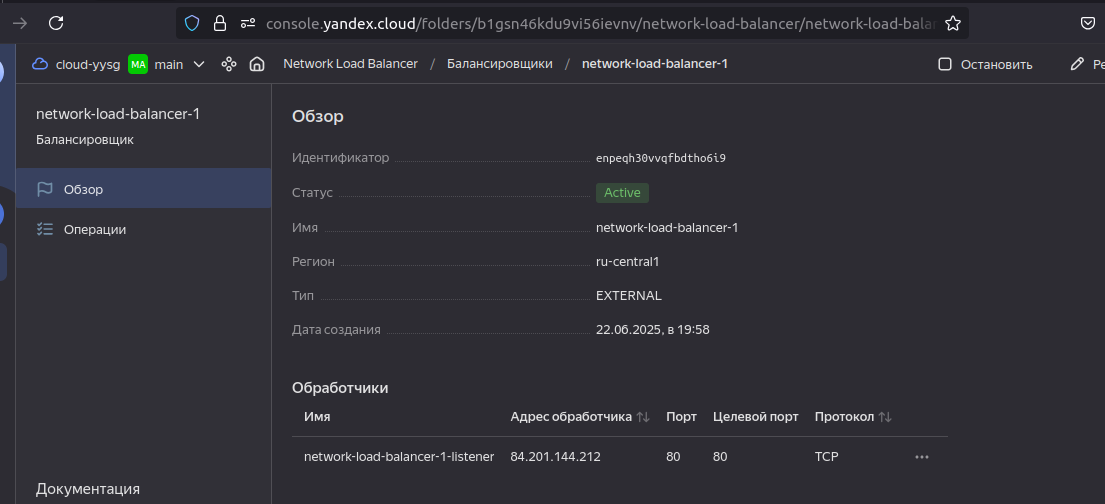 console.yandex.cloud/folders/b1gsn46kdu9vi56ievnv/network-load-balancer/network-load-bala
cloud-yysg MA main Network Load Balancer / Балансировщики / network-load-balancer-1 Остановить Ре
network-load-balancer-1
Балансировщик
Обзор
Операции
Документация
Обзор
Идентификатор enpeqh30vvqfbdtho6i9
Статус Active
Имя network-load-balancer-1
Регион ru-central1
Тип EXTERNAL
Дата создания 22.06.2025, в 19:58
Обработчики
Имя Адрес обработчика Порт Целевой порт Протокол
network-load-balancer-1-listener 84.201.144.212 80 80 TCP